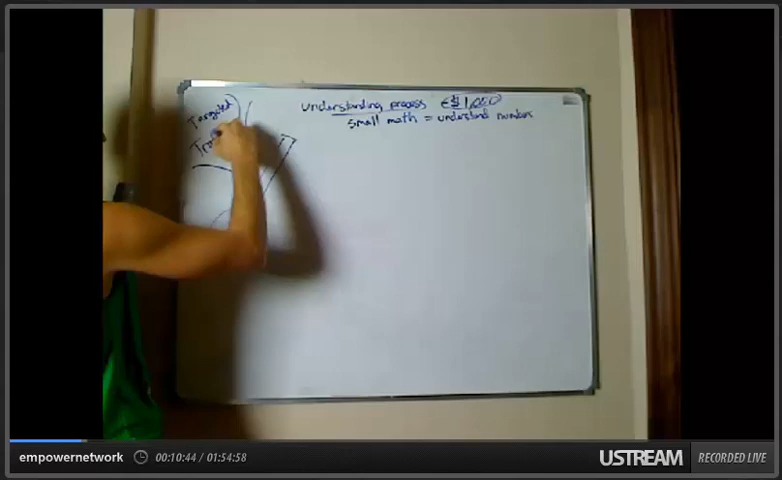 understanding process €$1,000
small math = understand numbers
Targeted
empowernetwork 00:10:44 / 01:54:58 USTREAM RECORDED LIVE